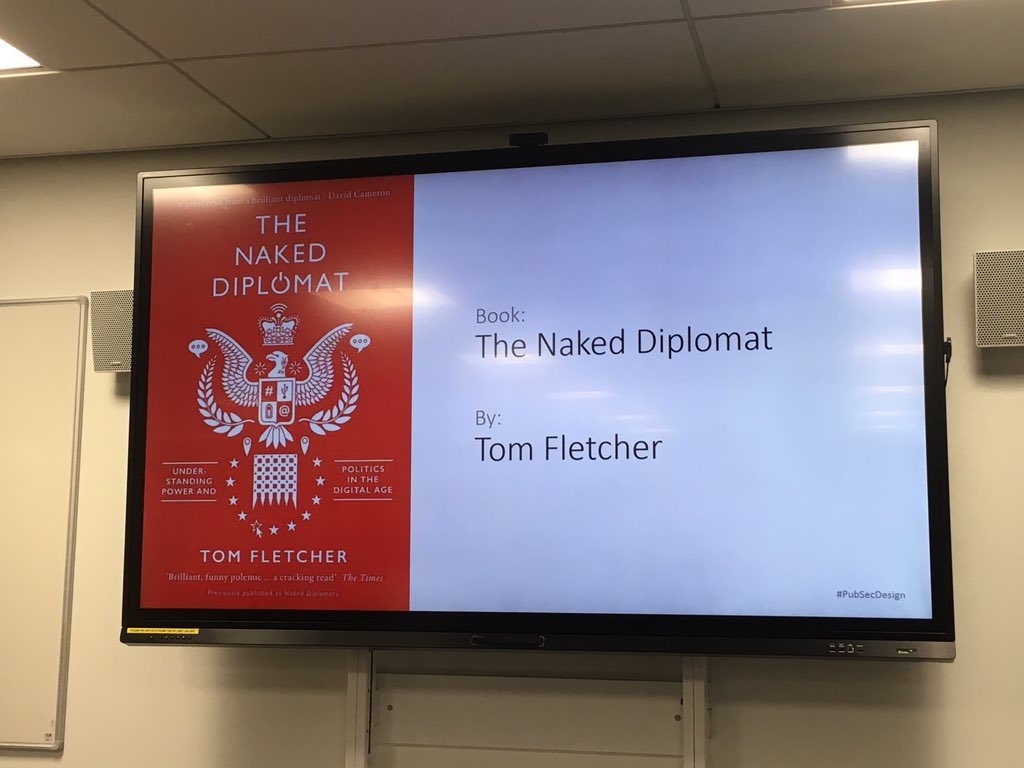 'A great read from a brilliant diplomat' David Cameron
THE
NAKED
DIPLOMAT
#
@
UNDER-
STANDING
POWER AND
POLITICS
IN THE
DIGITAL AGE
TOM FLETCHER
'Brilliant, funny polemic ... a cracking read' The Times
Previously published as Naked Diplomacy
Book:
The Naked Diplomat
By:
Tom Fletcher
#PubSecDesign